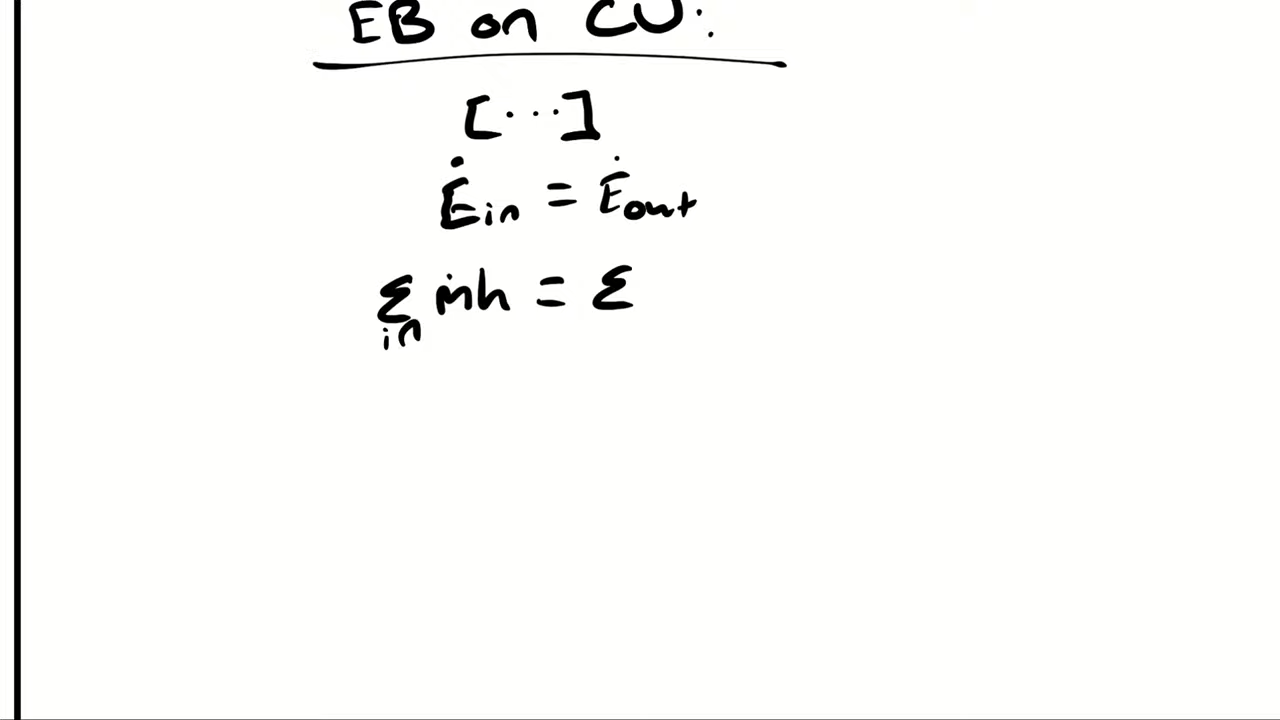 EB on CV:
[...]
Ėin = Ėout
Σin ṁh = Σ